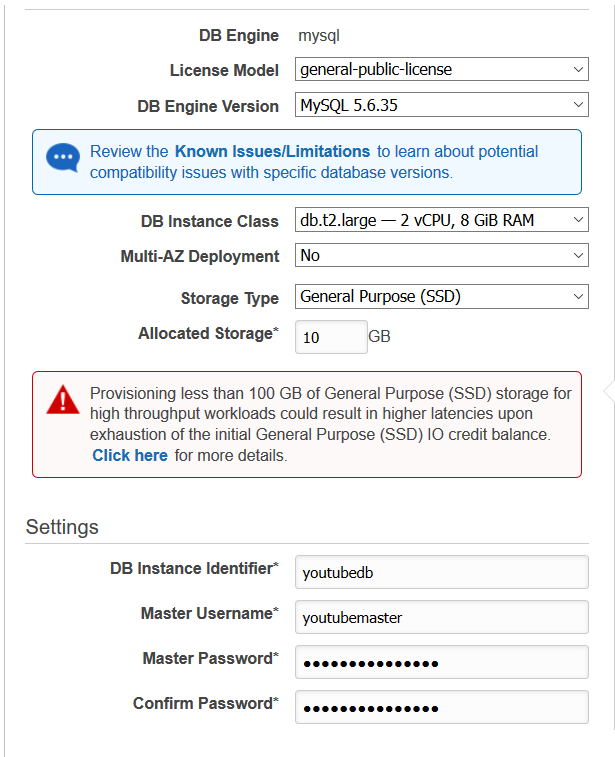 DB Engine mysql
License Model general-public-license
DB Engine Version MySQL 5.6.35
Review the Known Issues/Limitations to learn about potential
compatibility issues with specific database versions.
DB Instance Class db.t2.large — 2 vCPU, 8 GiB RAM
Multi-AZ Deployment No
Storage Type General Purpose (SSD)
Allocated Storage* 10 GB
Provisioning less than 100 GB of General Purpose (SSD) storage for
high throughput workloads could result in higher latencies upon
exhaustion of the initial General Purpose (SSD) IO credit balance.
Click here for more details.
Settings
DB Instance Identifier* youtubedb
Master Username* youtubemaster
Master Password* ●●●●●●●●●●●●●●●
Confirm Password* ●●●●●●●●●●●●●●●